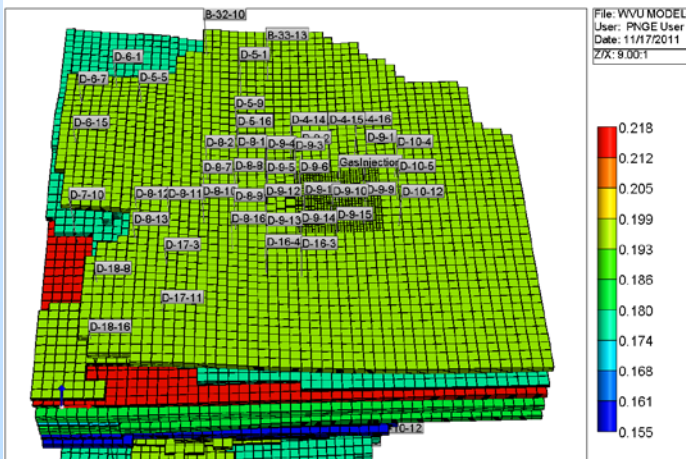 B-32-10
File: WVU MODEL
User: PNGE User
Date: 11/17/2011
Z/X: 9.00:1
B-33-13
D-6-1
D-5-1
D-6-7
D-5-5
D-5-9
D-6-15
D-5-16
D-4-14
D-4-15
4-16
D-8-2
D-8-1
D-9-4
D-9-3
D-9-1
D-10-4
D-8-7
D-8-8
D-9-5
D-9-6
GasInjection
D-10-5
D-7-10
D-8-12
D-8-11
D-8-10
D-8-9
D-9-12
D-9-10
D-9-9
D-10-12
D-8-13
D-8-16
D-9-13
D-9-14
D-9-15
D-17-3
D-16-4
D-16-3
D-18-8
D-17-11
D-18-16
10-12
0.218
0.212
0.205
0.199
0.193
0.186
0.180
0.174
0.168
0.161
0.155